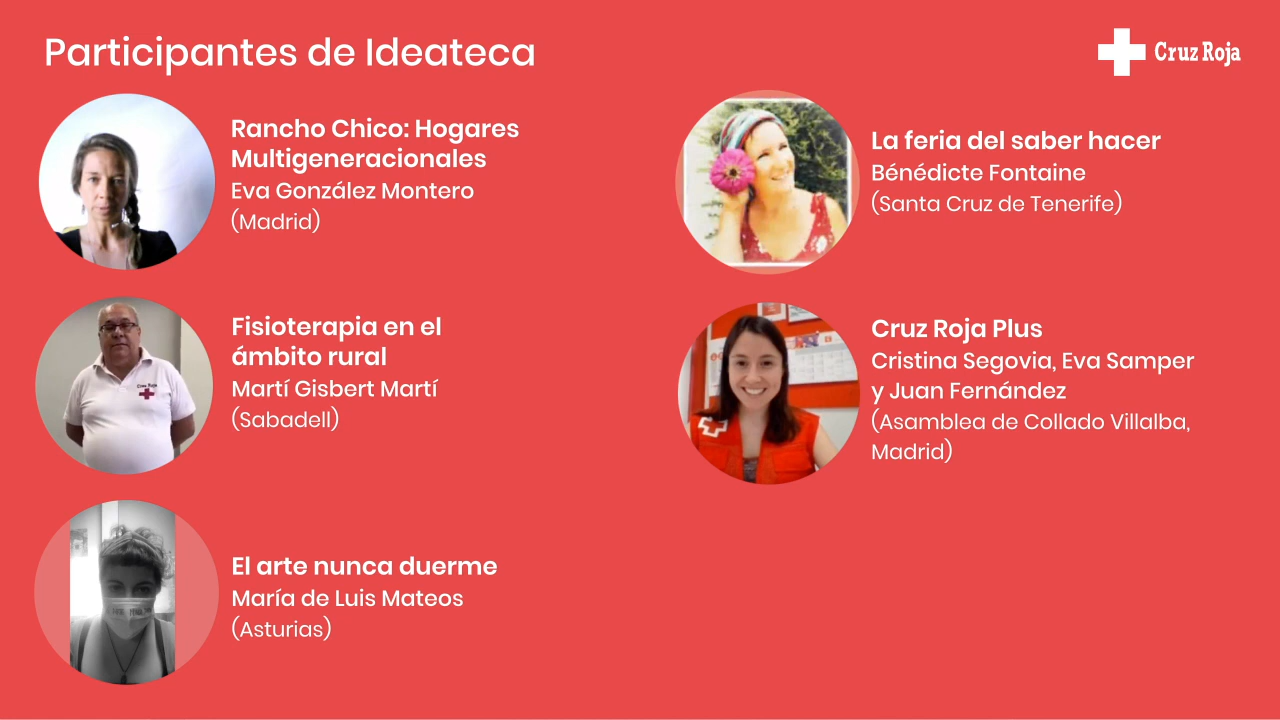 Participantes de Ideateca
Cruz Roja
Rancho Chico: Hogares
Multigeneracionales
Eva González Montero
(Madrid)
Fisioterapia en el
ámbito rural
Martí Gisbert Martí
(Sabadell)
Cruz Roja
El arte nunca duerme
María de Luis Mateos
(Asturias)
La feria del saber hacer
Bénédicte Fontaine
(Santa Cruz de Tenerife)
Cruz Roja Plus
Cristina Segovia, Eva Samper
y Juan Fernández
(Asamblea de Collado Villalba,
Madrid)